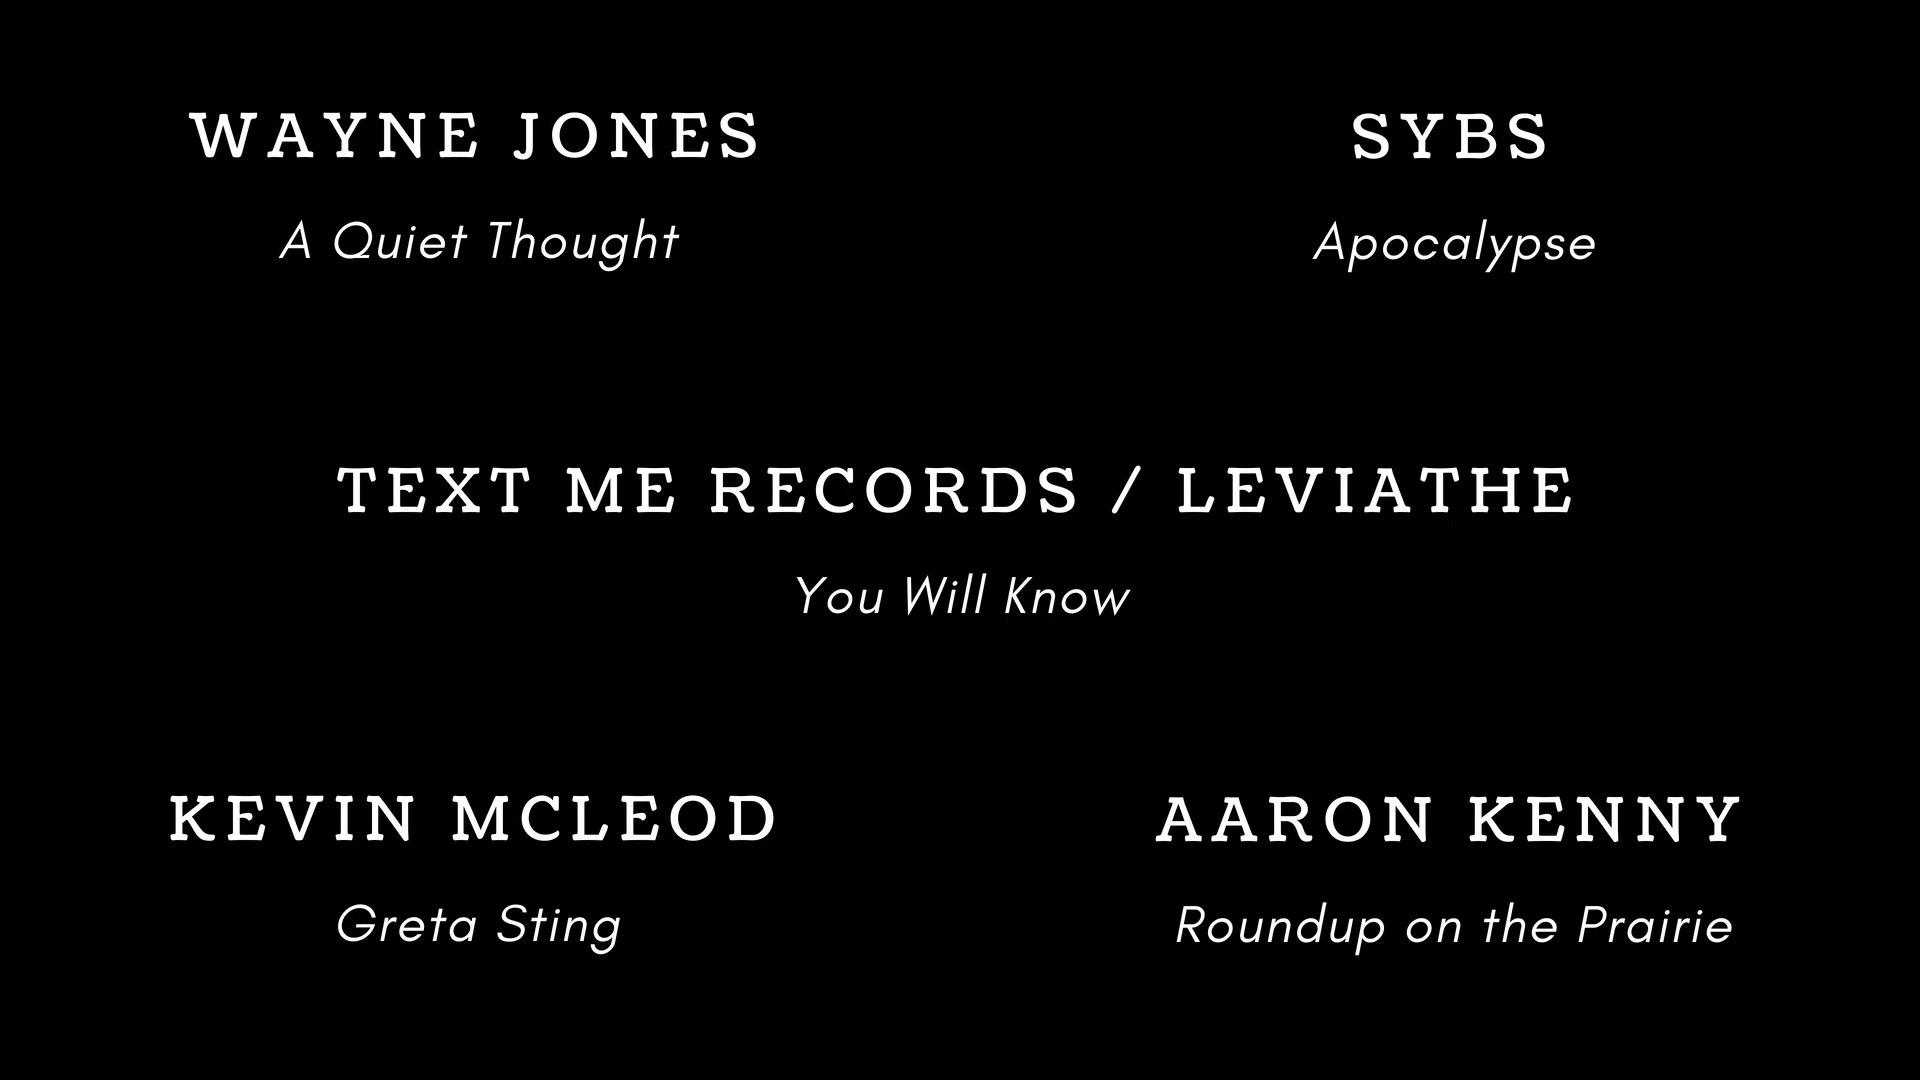 WAYNE JONES
A Quiet Thought
SYBS
Apocalypse
TEXT ME RECORDS / LEVIATHE
You Will Know
KEVIN MCLEOD
Greta Sting
AARON KENNY
Roundup on the Prairie